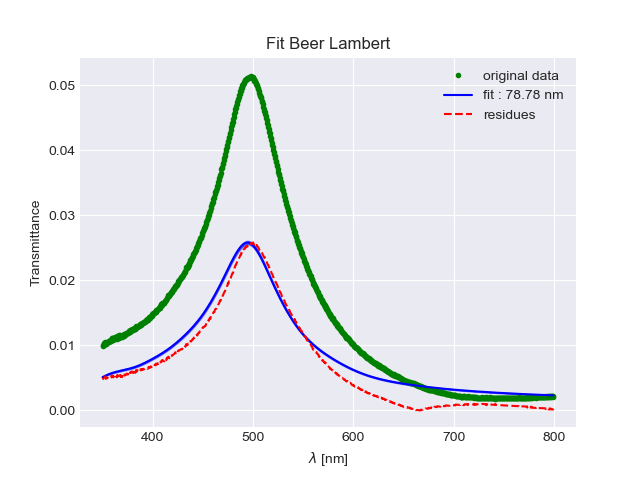 Fit Beer Lambert
original data
fit : 78.78 nm
residues
Transmittance
0.05
0.04
0.03
0.02
0.01
0.00
400 500 600 700 800
λ [nm]